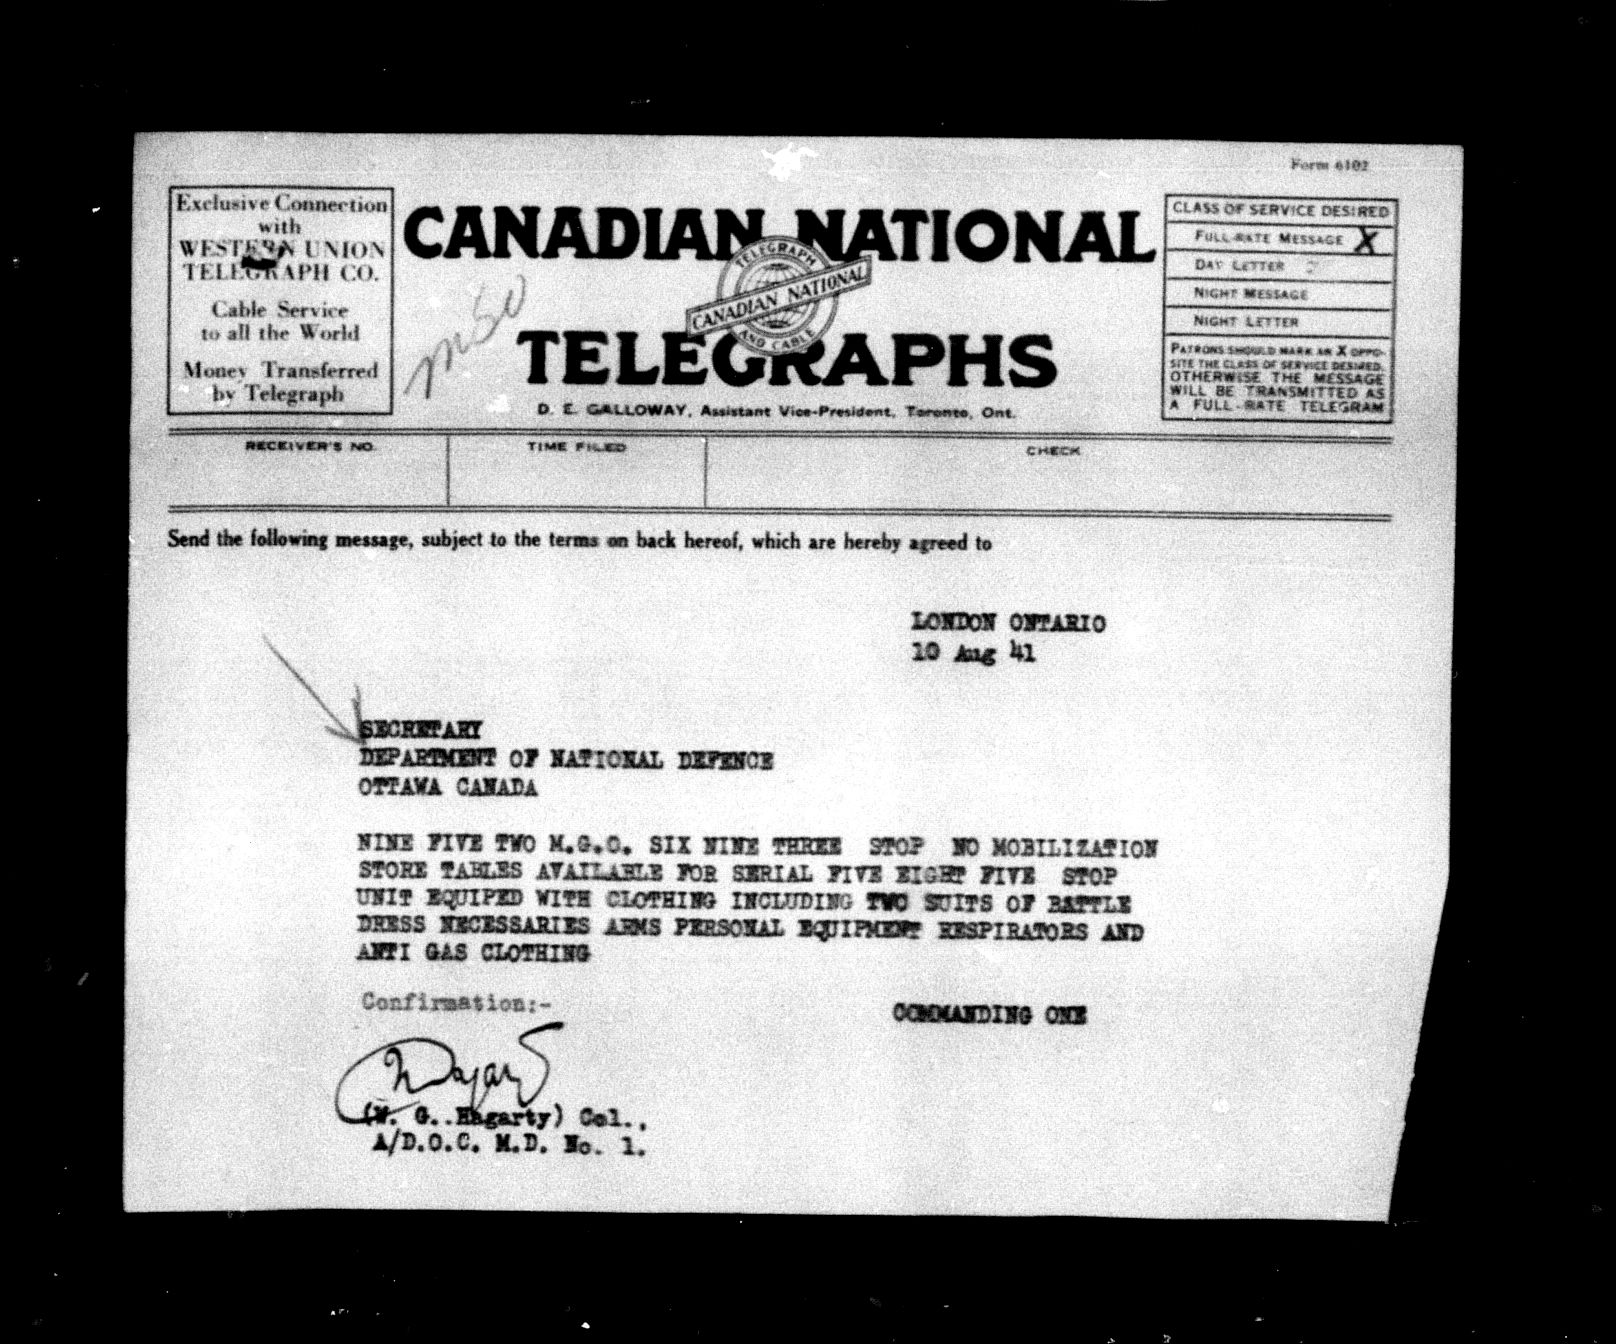 Form 6102
Exclusive Connection
with
WESTERN UNION
TELEGRAPH CO.
Cable Service
to all the World
Money Transferred
by Telegraph
CANADIAN NATIONAL
TELEGRAPH
CANADIAN NATIONAL
AND CABLE
TELEGRAPHS
D. E. GALLOWAY, Assistant Vice-President, Toronto, Ont.
CLASS OF SERVICE DESIRED
FULL-RATE MESSAGE X
DAY LETTER
NIGHT MESSAGE
NIGHT LETTER
PATRONS SHOULD MARK AN X OPPO-
SITE THE CLASS OF SERVICE DESIRED,
OTHERWISE THE MESSAGE
WILL BE TRANSMITTED AS
A FULL-RATE TELEGRAM
RECEIVER'S NO. TIME FILED CHECK
Send the following message, subject to the terms on back hereof, which are hereby agreed to
LONDON ONTARIO
10 Aug 41
SECRETARY
DEPARTMENT OF NATIONAL DEFENCE
OTTAWA CANADA
NINE FIVE TWO M.G.O. SIX NINE THREE STOP NO MOBILIZATION
STORE TABLES AVAILABLE FOR SERIAL FIVE EIGHT FIVE STOP
UNIT EQUIPED WITH CLOTHING INCLUDING TWO SUITS OF BATTLE
DRESS NECESSARIES ARMS PERSONAL EQUIPMENT RESPIRATORS AND
ANTI GAS CLOTHING
Confirmation:-
COMMANDING ONE
(W. G. Hagarty) Col.,
A/D.O.C. M.D. No. 1.